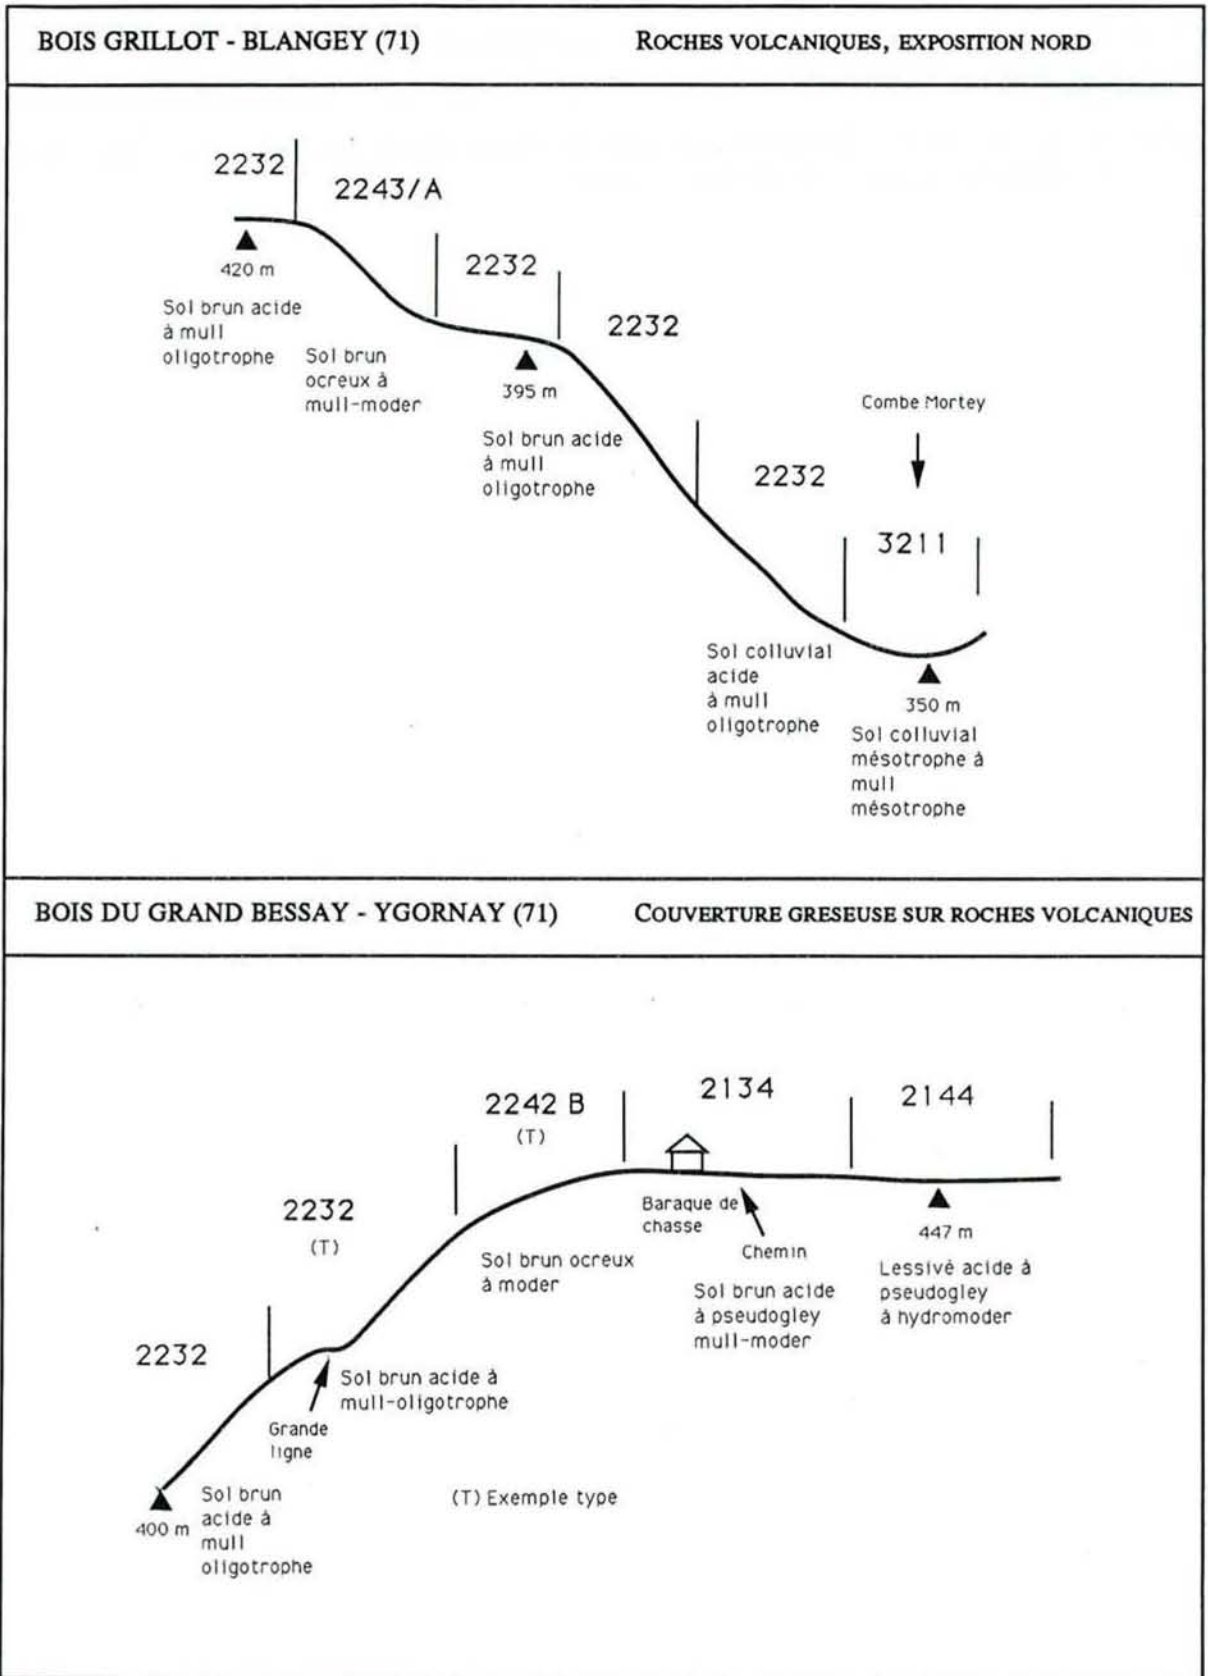 BOIS GRILLOT - BLANGEY (71)
ROCHES VOLCANIQUES, EXPOSITION NORD
2232
2243/A
2232
2232
2232
3211
420 m
Sol brun acide
à mull
oligotrophe
Sol brun
ocreux à
mull-moder
395 m
Sol brun acide
à mull
oligotrophe
Combe Mortey
Sol colluvial
acide
à mull
oligotrophe
350 m
Sol colluvial
mésotrophe à
mull
mésotrophe
BOIS DU GRAND BESSAY - YGORNAY (71)
COUVERTURE GRESEUSE SUR ROCHES VOLCANIQUES
2232
2232
(T)
2242 B
(T)
2134
2144
400 m
Sol brun
acide à
mull
oligotrophe
Grande
ligne
Sol brun acide à
mull-oligotrophe
Sol brun ocreux
à moder
Baraque de
chasse
Chemin
Sol brun acide
à pseudogley
mull-moder
447 m
Lessivé acide à
pseudogley
à hydromoder
(T) Exemple type